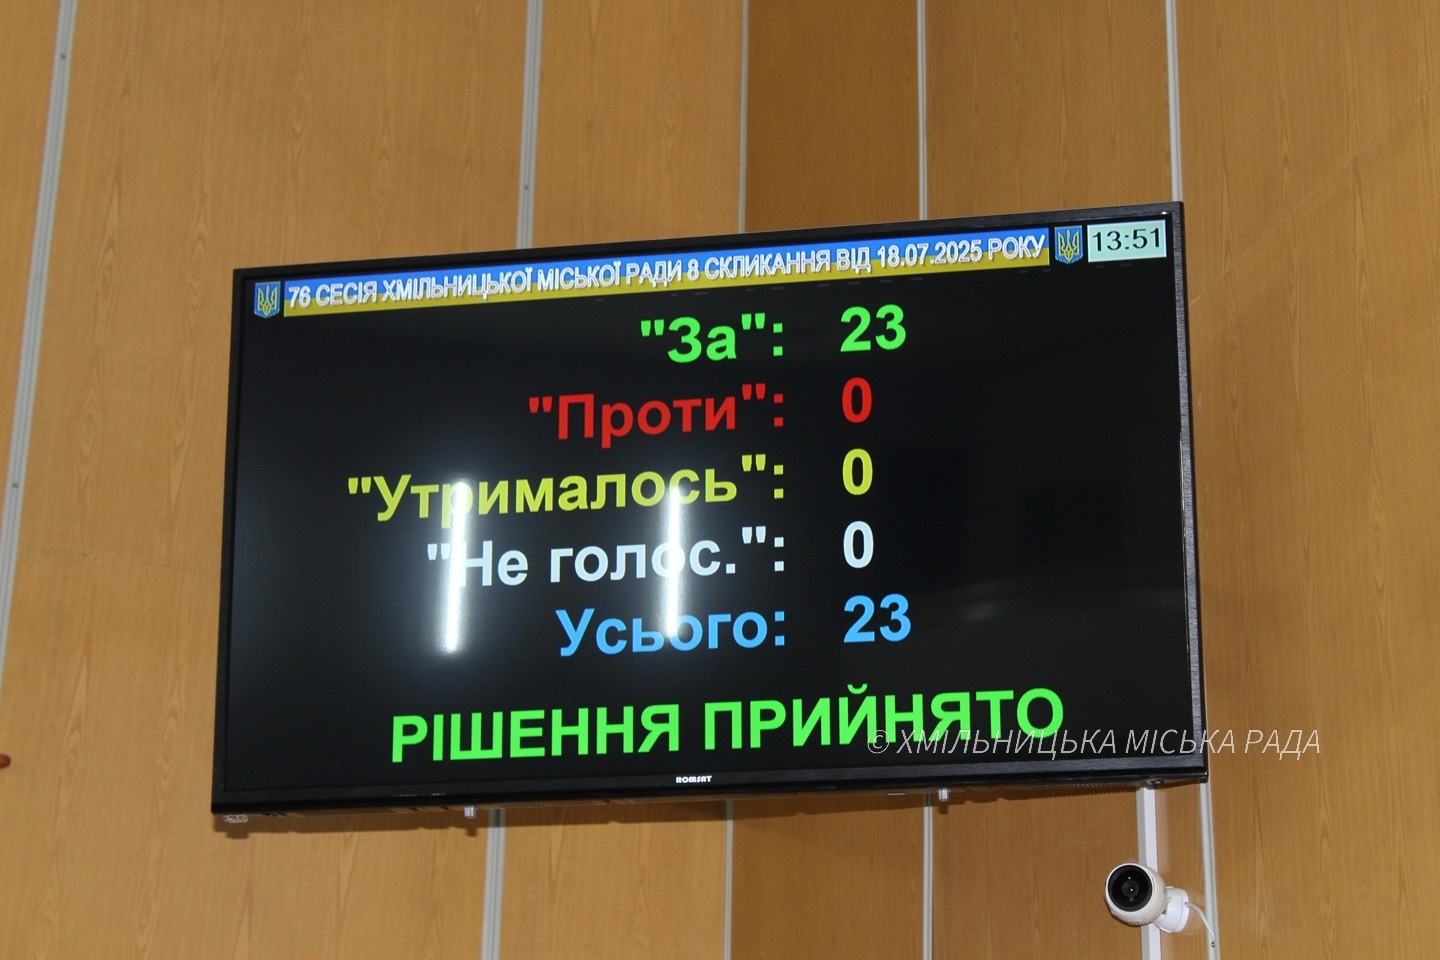 76 СЕСІЯ ХМІЛЬНИЦЬКОЇ МІСЬКОЇ РАДИ 8 СКЛИКАННЯ ВІД 18.07.2025 РОКУ
13:51
"За": 23
"Проти": 0
"Утрималось": 0
"Не голос.": 0
Усього: 23
РІШЕННЯ ПРИЙНЯТО
© ХМІЛЬНИЦЬКА МІСЬКА РАДА
ROMSAT